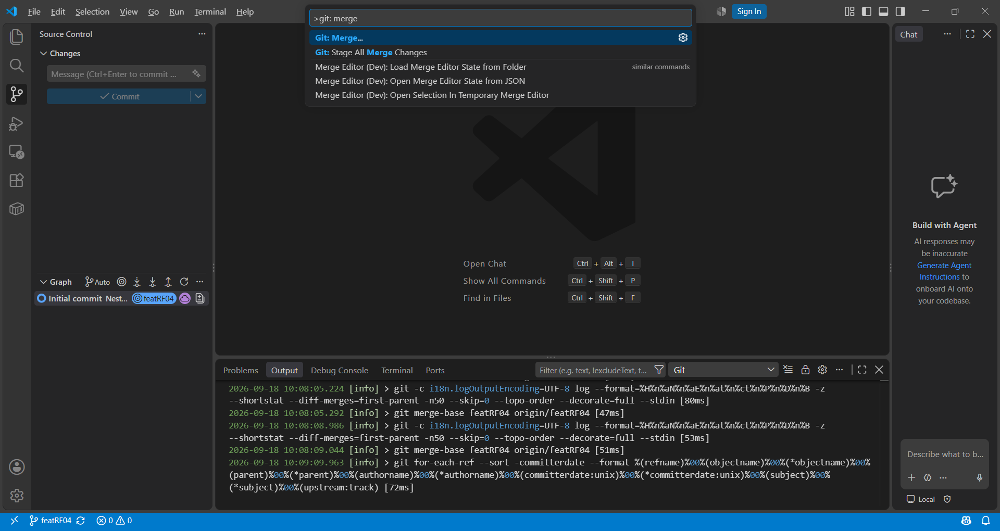 File Edit Selection View Go Run Terminal Help
>git: merge
Sign In
Git: Merge...
Git: Stage All Merge Changes
Merge Editor (Dev): Load Merge Editor State from Folder similar commands
Merge Editor (Dev): Open Merge Editor State from JSON
Merge Editor (Dev): Open Selection In Temporary Merge Editor
Source Control
Changes
Message (Ctrl+Enter to commit ...
Commit
Graph Auto
Initial commit Nest... featRF04
Open Chat Ctrl + Alt + I
Show All Commands Ctrl + Shift + P
Find in Files Ctrl + Shift + F
Problems Output Debug Console Terminal Ports Filter (e.g. text, !excludeText, t... Git
2026-09-18 10:08:05.224 [info] > git -c i18n.logOutputEncoding=UTF-8 log --format=%H%n%aN%n%aE%n%at%n%ct%n%P%n%D%n%B -z
--shortstat --diff-merges=first-parent -n50 --skip=0 --topo-order --decorate=full --stdin [80ms]
2026-09-18 10:08:05.292 [info] > git merge-base featRF04 origin/featRF04 [47ms]
2026-09-18 10:08:08.986 [info] > git -c i18n.logOutputEncoding=UTF-8 log --format=%H%n%aN%n%aE%n%at%n%ct%n%P%n%D%n%B -z
--shortstat --diff-merges=first-parent -n50 --skip=0 --topo-order --decorate=full --stdin [53ms]
2026-09-18 10:08:09.044 [info] > git merge-base featRF04 origin/featRF04 [51ms]
2026-09-18 10:09:09.963 [info] > git for-each-ref --sort -committerdate --format %(refname)%00%(objectname)%00%(*objectname)%00%
(parent)%00%(*parent)%00%(authorname)%00%(*authorname)%00%(committerdate:unix)%00%(*committerdate:unix)%00%(subject)%00%
(*subject)%00%(upstream:track) [72ms]
Chat
Build with Agent
AI responses may
be inaccurate
Generate Agent
Instructions to
onboard AI onto
your codebase.
Describe what to b...
Local
featRF04 0 0